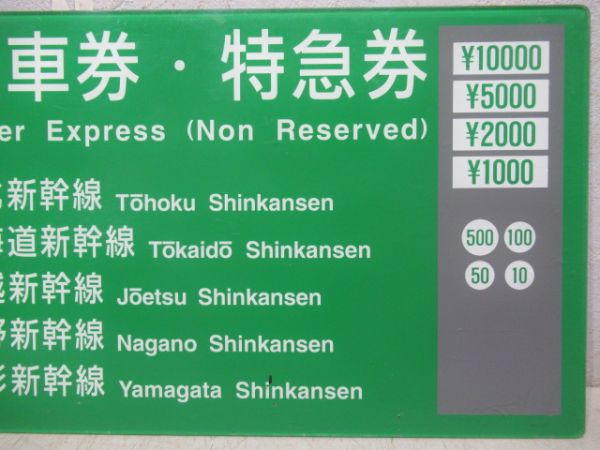 車券・特急券
er Express (Non Reserved)
新幹線 Tōhoku Shinkansen
道新幹線 Tōkaidō Shinkansen
新幹線 Jōetsu Shinkansen
新幹線 Nagano Shinkansen
新幹線 Yamagata Shinkansen
¥10000
¥5000
¥2000
¥1000
500 100
50 10